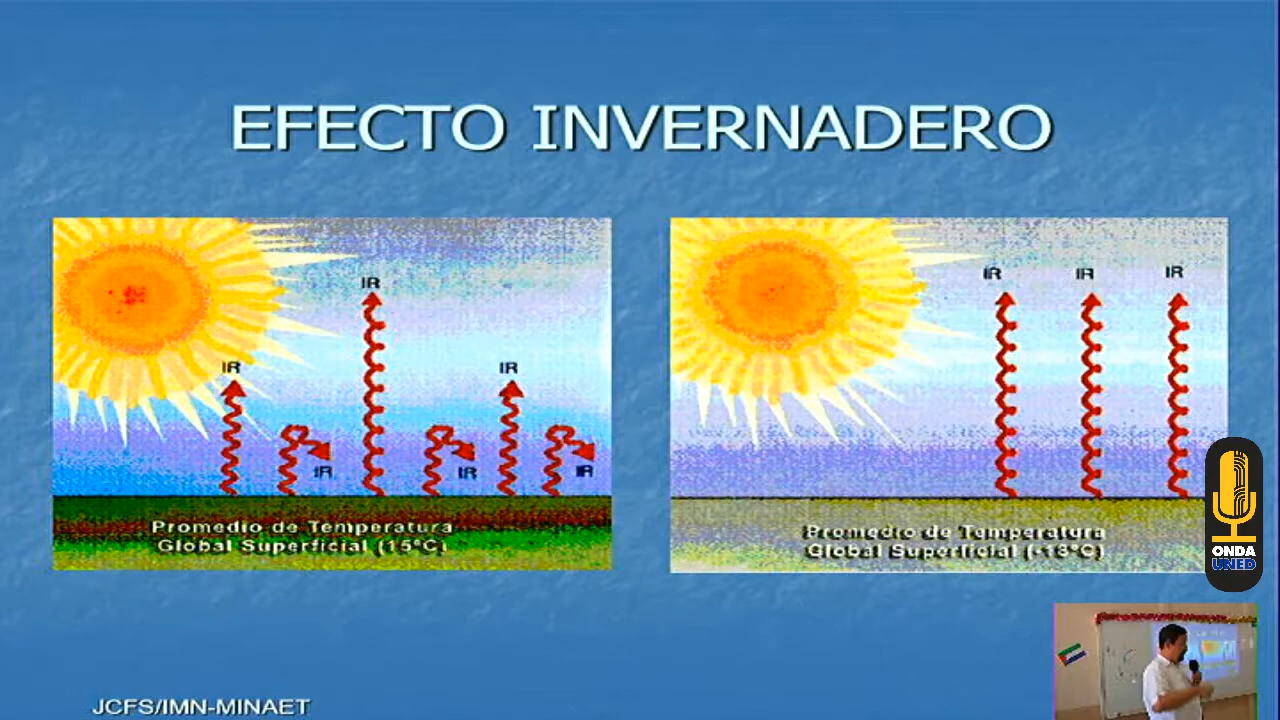 EFECTO INVERNADERO
IR
IR
IR
IR
IR
IR
Promedio de Temperatura
Global Superficial (15°C)
IR
IR
IR
Promedio de Temperatura
Global Superficial (-18°C)
ONDA
UNED
JCFS/IMN-MINAET